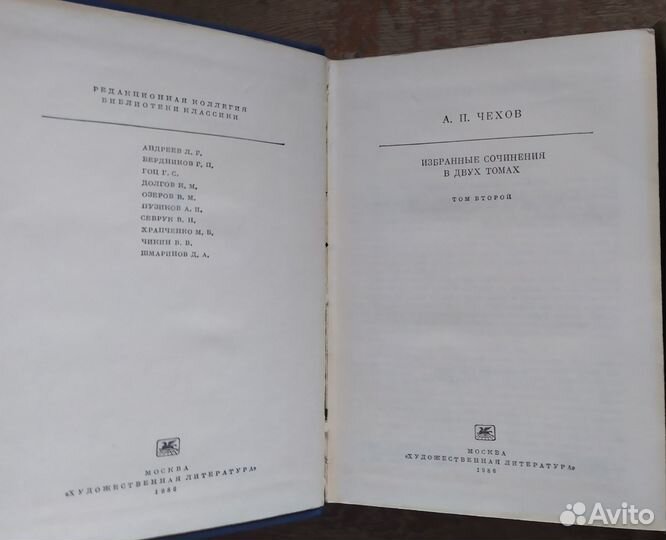 РЕДАКЦИОННАЯ КОЛЛЕГИЯ
БИБЛИОТЕКИ КЛАССИКИ
АНДРЕЕВ Л. Р.
БЕРДНИКОВ Г. П.
ГОЦ Г. С.
ДОЛГОВ К. М.
ОЗЕРОВ В. М.
ПУЗИКОВ А. И.
СЕВРУК В. Н.
ХРАПЧЕНКО М. Б.
ЧИКИН В. В.
ШМАРИНОВ Д. А.
МОСКВА
«ХУДОЖЕСТВЕННАЯ ЛИТЕРАТУРА»
1986
А. П. ЧЕХОВ
ИЗБРАННЫЕ СОЧИНЕНИЯ
В ДВУХ ТОМАХ
ТОМ ВТОРОЙ
МОСКВА
«ХУДОЖЕСТВЕННАЯ ЛИТЕРАТУРА»
1986
Avito